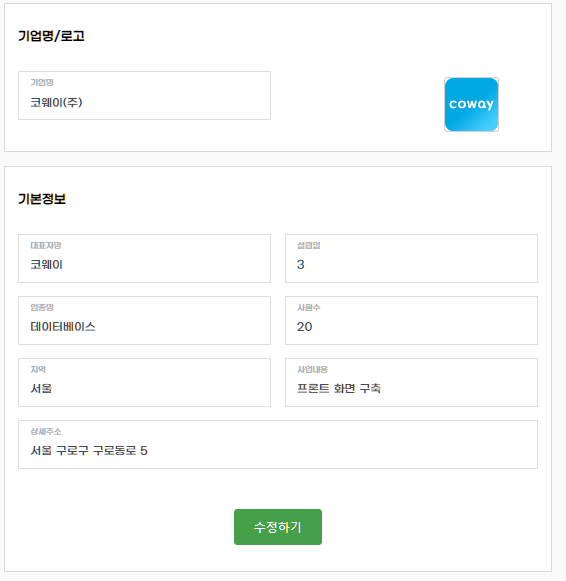 기업명/로고
기업명
코웨이(주)
coway
기본정보
대표자명
코웨이
설립일
3
업종명
데이터베이스
사원수
20
지역
서울
사업내용
프론트 화면 구축
상세주소
서울 구로구 구로동로 5
수정하기